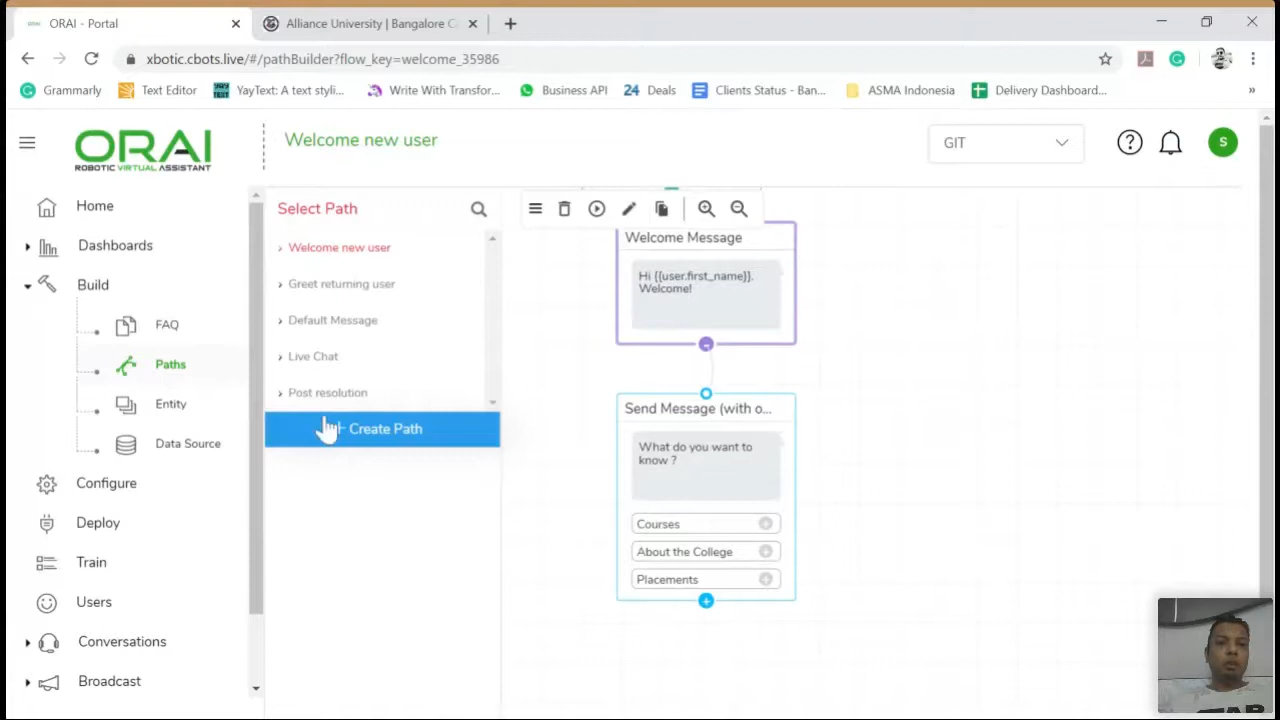 ORAI - Portal
Alliance University | Bangalore C
xbotic.cbots.live/#/pathBuilder?flow_key=welcome_35986
Grammarly
Text Editor
YayText: A text styli...
Write With Transfor...
Business API
24 Deals
Clients Status - Ban...
ASMA Indonesia
Delivery Dashboard...
»
ORAI
ROBOTIC VIRTUAL ASSISTANT
Welcome new user
GIT
S
Home
Dashboards
Build
FAQ
Paths
Entity
Data Source
Configure
Deploy
Train
Users
Conversations
Broadcast
Select Path
Welcome new user
Greet returning user
Default Message
Live Chat
Post resolution
Create Path
Welcome Message
Hi {{user.first_name}}.
Welcome!
Send Message (with o...
What do you want to
know ?
Courses
About the College
Placements